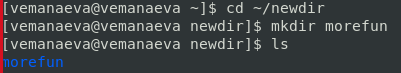 [vemanaeva@vemanaeva ~]$ cd ~/newdir
[vemanaeva@vemanaeva newdir]$ mkdir morefun
[vemanaeva@vemanaeva newdir]$ ls
morefun